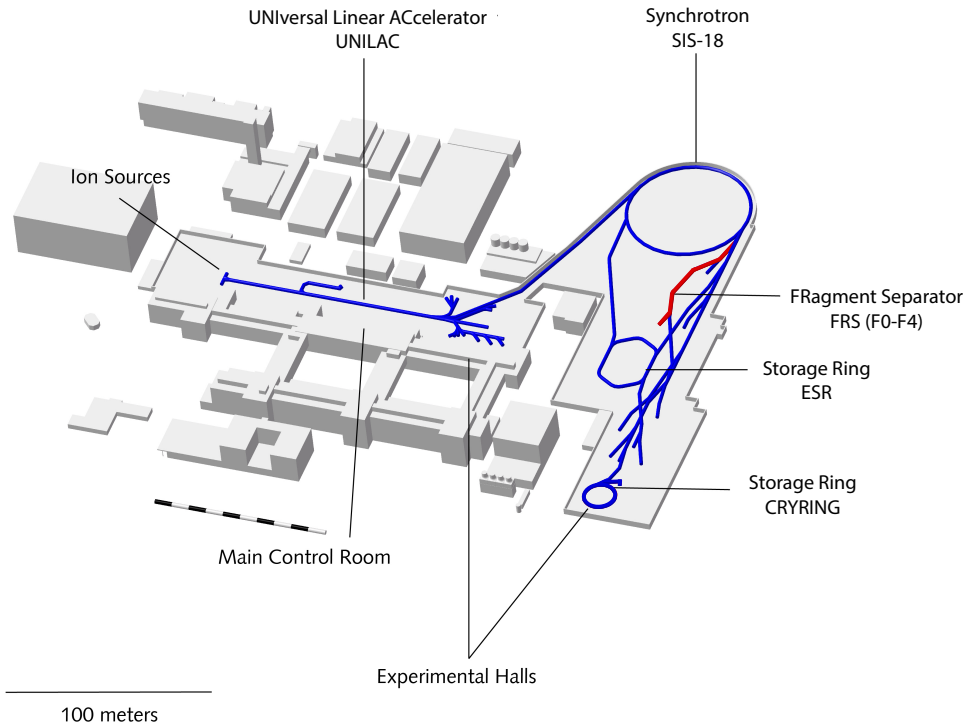 UNIversal Linear ACcelerator
UNILAC
Synchrotron
SIS-18
Ion Sources
FRagment Separator
FRS (F0-F4)
Storage Ring
ESR
Storage Ring
CRYRING
Main Control Room
Experimental Halls
100 meters